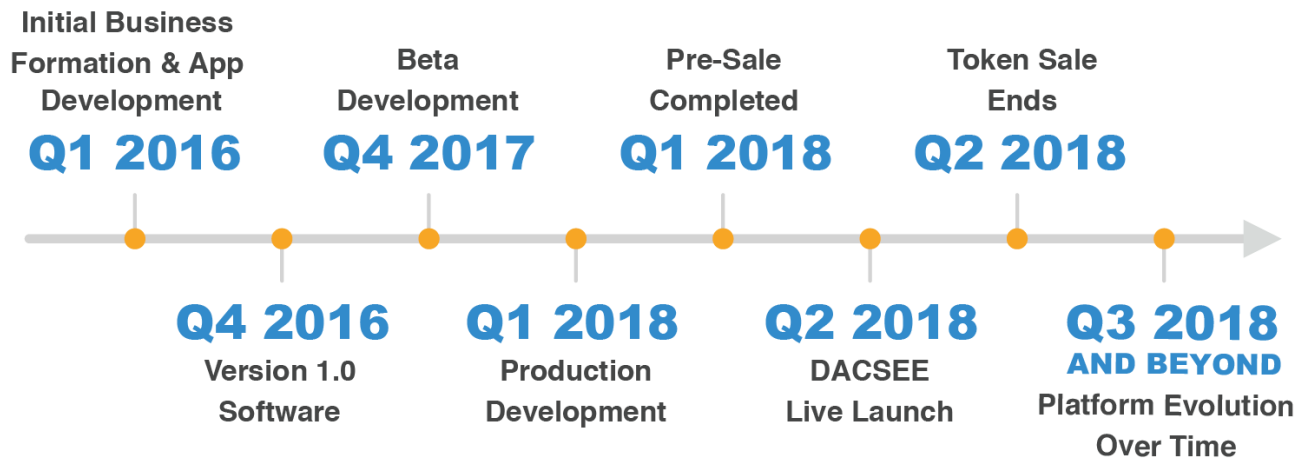 Initial Business
Formation & App
Development
Q1 2016
Beta
Development
Q4 2017
Pre-Sale
Completed
Q1 2018
Token Sale
Ends
Q2 2018
Q4 2016
Version 1.0
Software
Q1 2018
Production
Development
Q2 2018
DACSEE
Live Launch
Q3 2018
AND BEYOND
Platform Evolution
Over Time